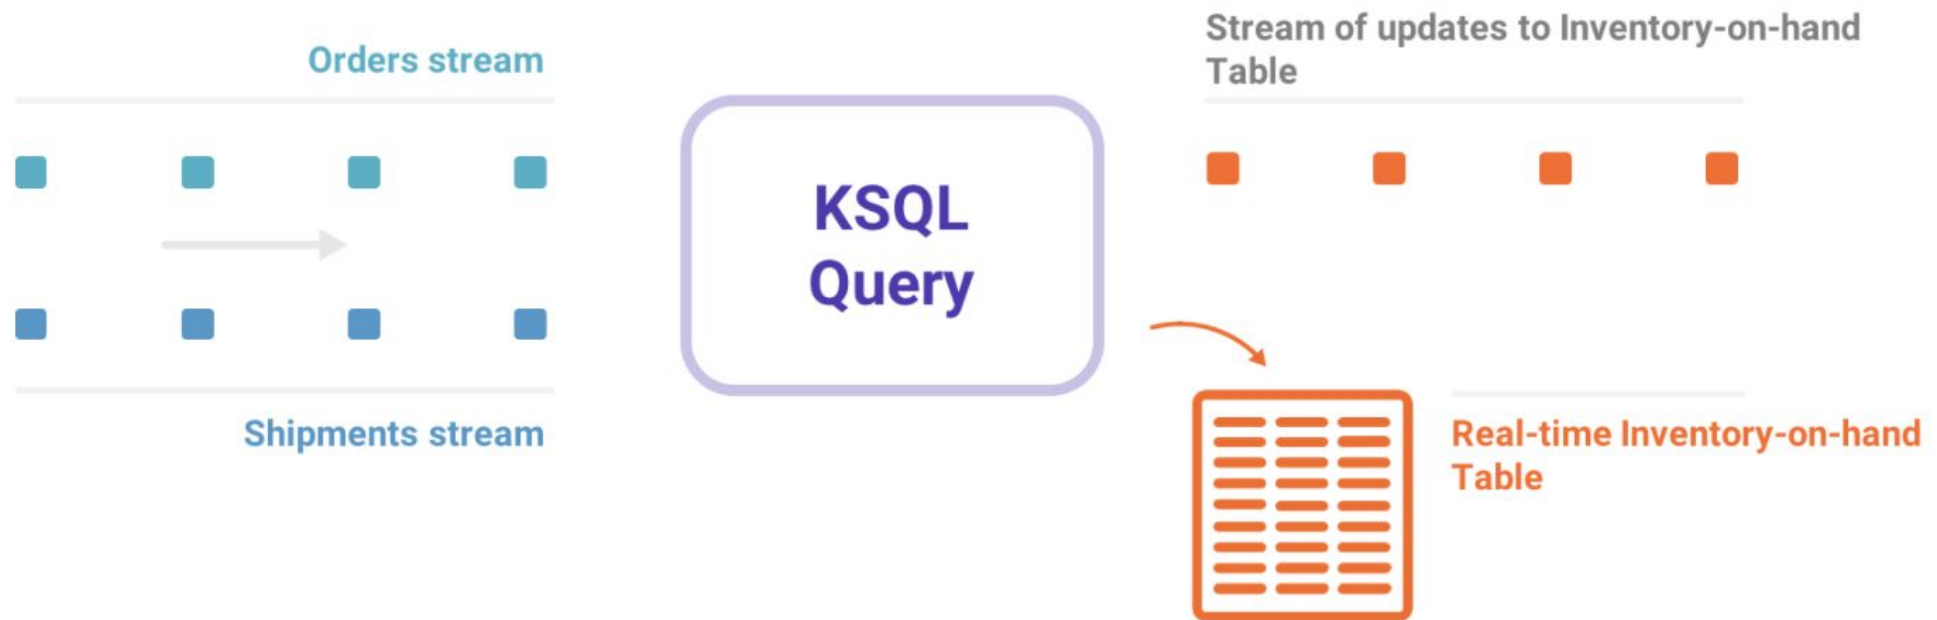 Orders stream
Shipments stream
KSQL
Query
Stream of updates to Inventory-on-hand
Table
Real-time Inventory-on-hand
Table